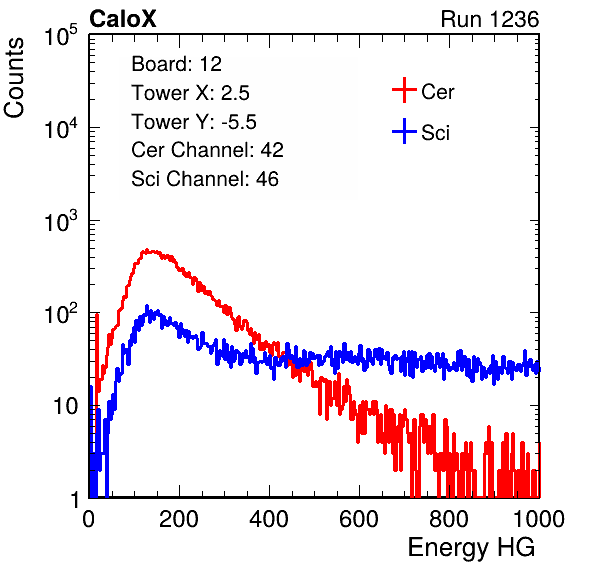 CaloX Run 1236
Counts
10^5
10^4
10^3
10^2
10
1
Board: 12
Tower X: 2.5
Tower Y: -5.5
Cer Channel: 42
Sci Channel: 46
Cer
Sci
0 200 400 600 800 1000
Energy HG